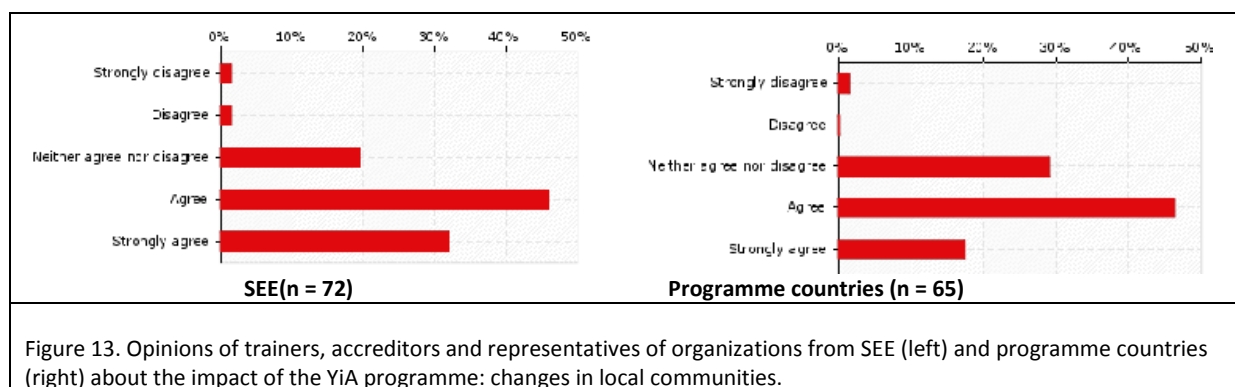 0% 10% 20% 30% 40% 50%
Strongly disagree
Disagree
Neither agree nor disagree
Agree
Strongly agree
SEE(n = 72)
0% 10% 20% 30% 40% 50%
Strongly disagree
Disagree
Neither agree nor disagree
Agree
Strongly agree
Programme countries (n = 65)
Figure 13. Opinions of trainers, accreditors and representatives of organizations from SEE (left) and programme countries
(right) about the impact of the YiA programme: changes in local communities.